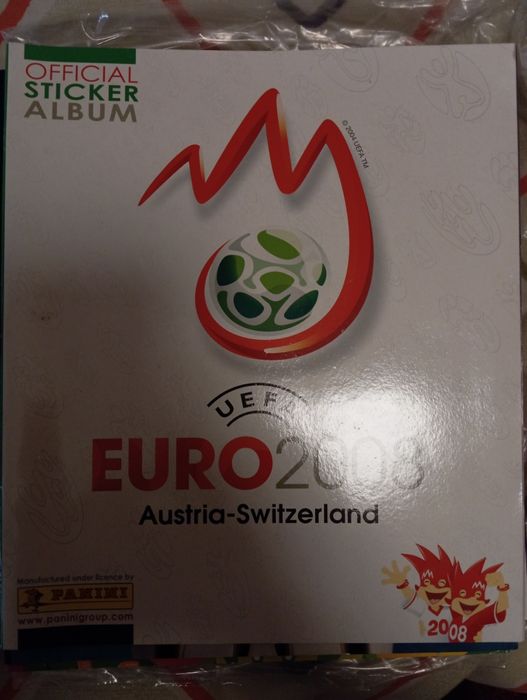 OFFICIAL
STICKER
ALBUM
© 2004 UEFA TM
UEFA
EURO2008
Austria-Switzerland
Manufactured under licence by
PANINI
www.paninigroup.com
2008